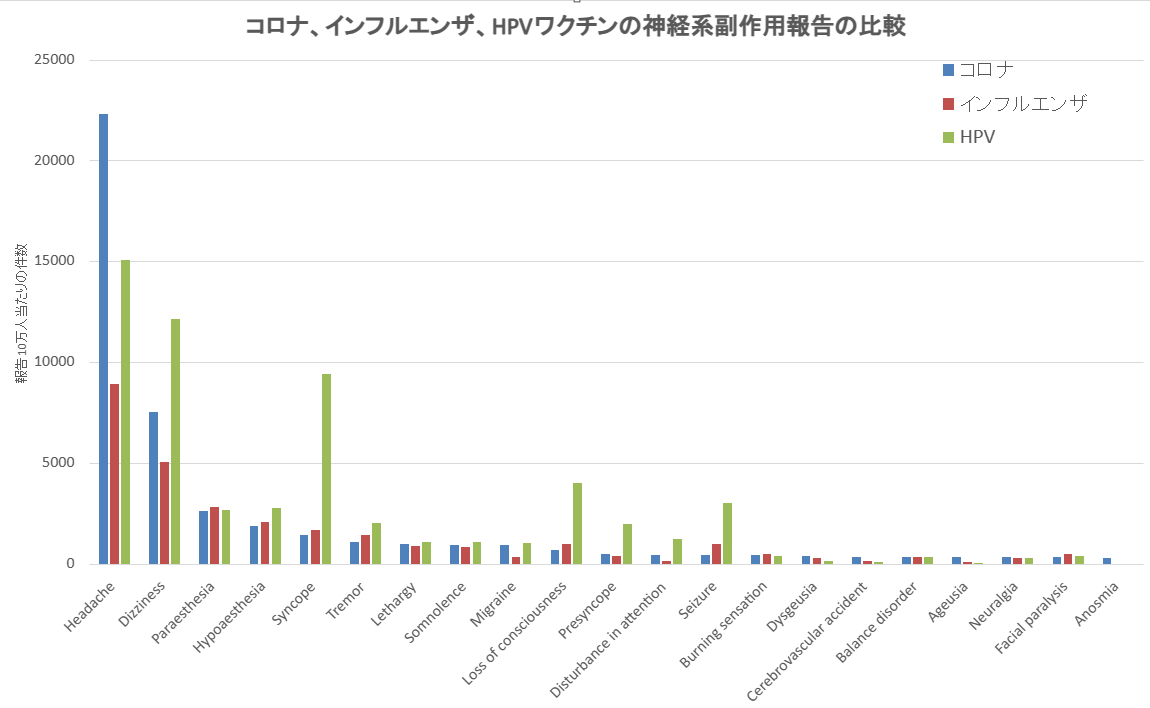 コロナ、インフルエンザ、HPVワクチンの神経系副作用報告の比較
コロナ
インフルエンザ
HPV
報告10万人当たりの件数
25000
20000
15000
10000
5000
0
Headache
Dizziness
Paraesthesia
Hypoaesthesia
Syncope
Tremor
Lethargy
Somnolence
Migraine
Loss of consciousness
Presyncope
Disturbance in attention
Seizure
Burning sensation
Dysgeusia
Cerebrovascular accident
Balance disorder
Ageusia
Neuralgia
Facial paralysis
Anosmia